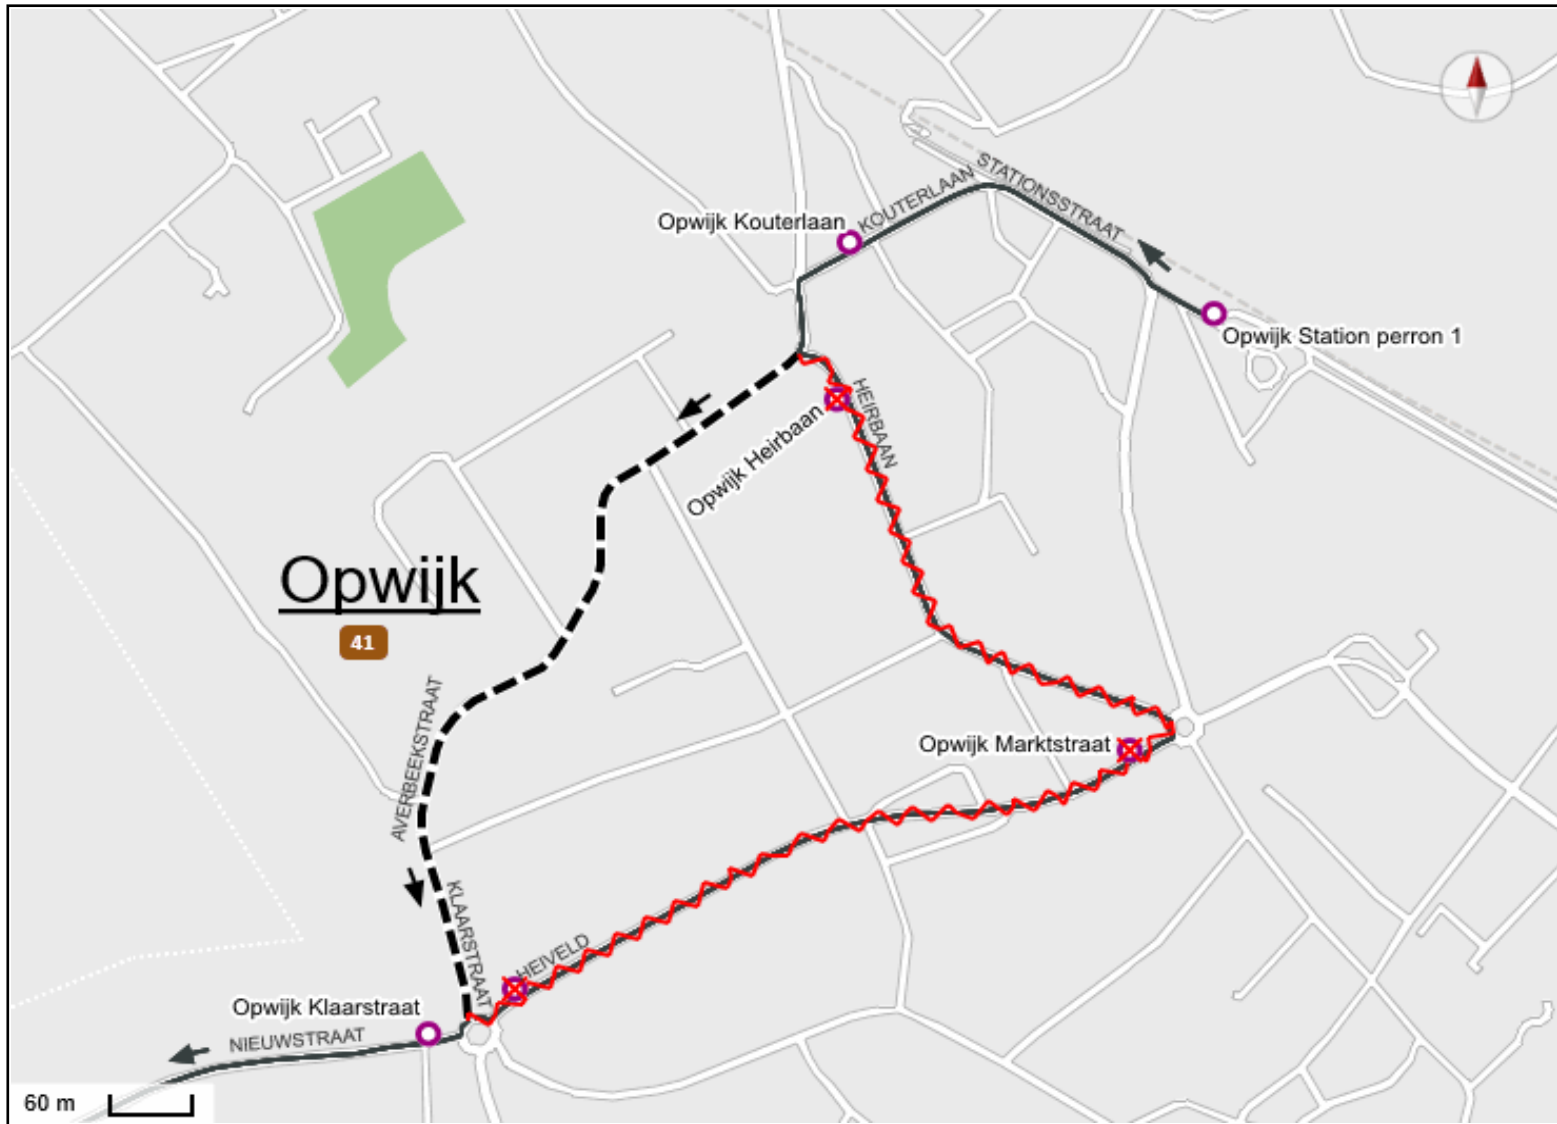 STATIONSSTRAAT
KOUTERLAAN
Opwijk Kouterlaan
Opwijk Station perron 1
HEIRBAAN
Opwijk Heirbaan
Opwijk
41
AVERBEEKSTRAAT
Opwijk Marktstraat
KLAARSTRAAT
HEIVELD
Opwijk Klaarstraat
NIEUWSTRAAT
60 m